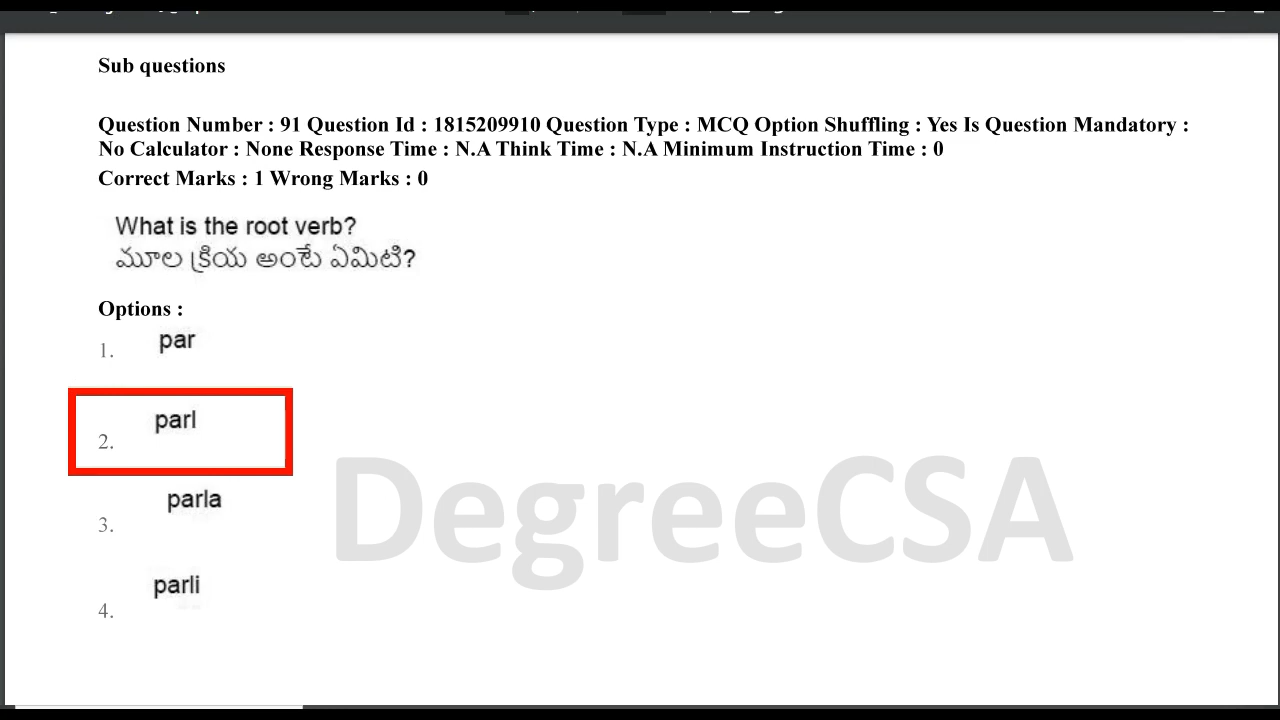 Sub questions
Question Number : 91 Question Id : 1815209910 Question Type : MCQ Option Shuffling : Yes Is Question Mandatory :
No Calculator : None Response Time : N.A Think Time : N.A Minimum Instruction Time : 0
Correct Marks : 1 Wrong Marks : 0
What is the root verb?
మూల క్రియ అంటే ఏమిటి?
Options :
1. par
2. parl
3. parla
4. parli
DegreeCSA